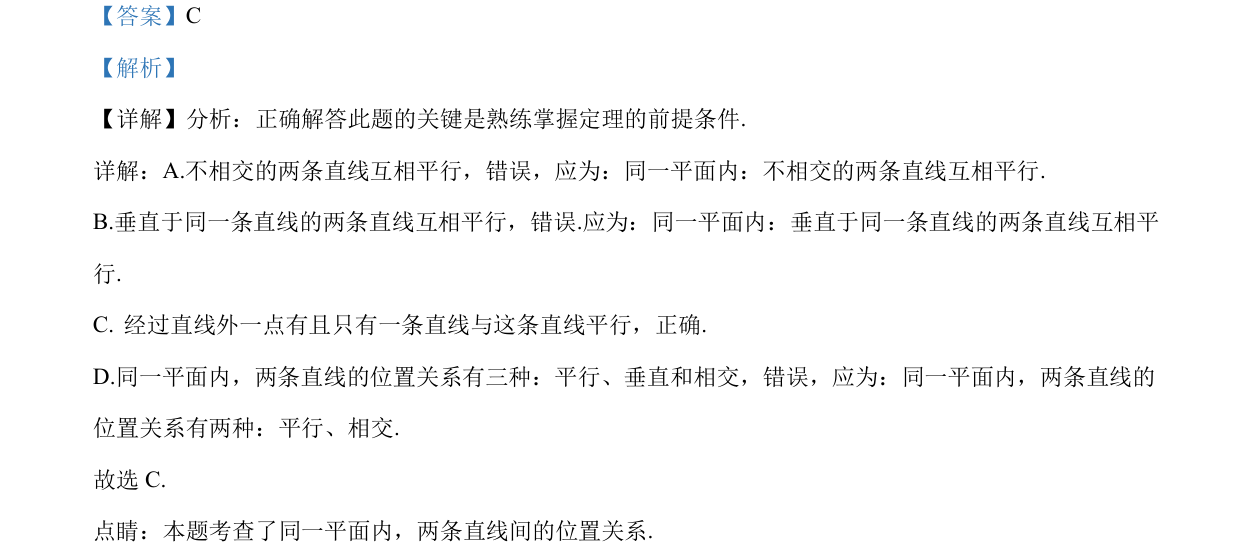 【答案】C
【解析】
【详解】分析：正确解答此题的关键是熟练掌握定理的前提条件.
详解：A.不相交的两条直线互相平行，错误，应为：同一平面内：不相交的两条直线互相平行.
B.垂直于同一条直线的两条直线互相平行，错误.应为：同一平面内：垂直于同一条直线的两条直线互相平
行.
C. 经过直线外一点有且只有一条直线与这条直线平行，正确.
D.同一平面内，两条直线的位置关系有三种：平行、垂直和相交，错误，应为：同一平面内，两条直线的
位置关系有两种：平行、相交.
故选 C.
点睛：本题考查了同一平面内，两条直线间的位置关系.